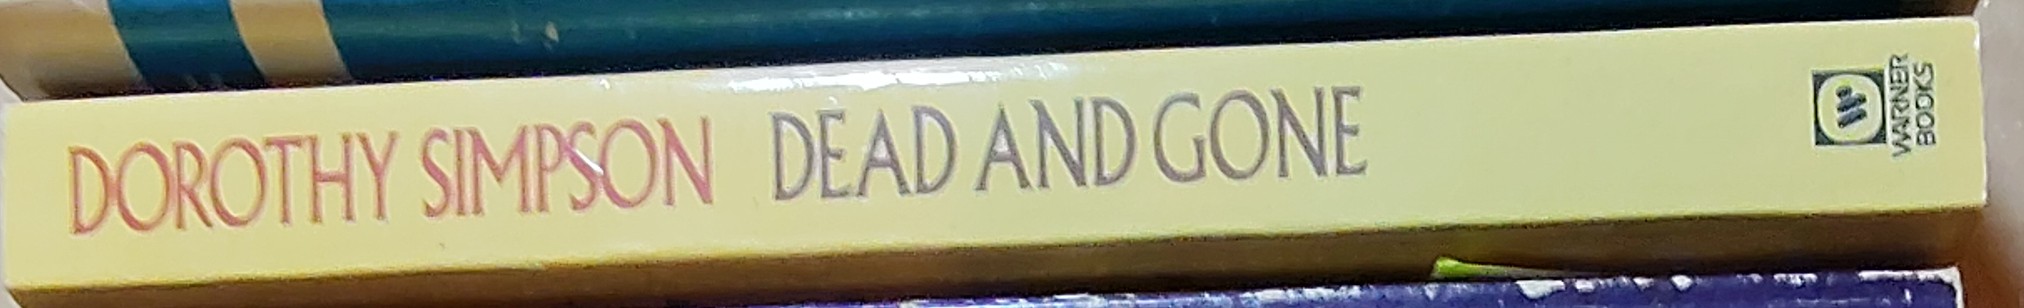 DOROTHY SIMPSON DEAD AND GONE
W
WARNER
BOOKS